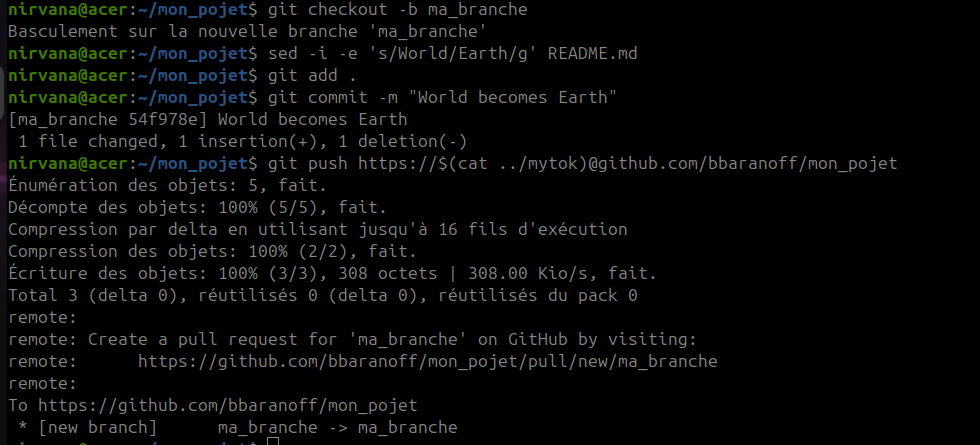 nirvana@acer:~/mon_pojet$ git checkout -b ma_branche
Basculement sur la nouvelle branche 'ma_branche'
nirvana@acer:~/mon_pojet$ sed -i -e 's/World/Earth/g' README.md
nirvana@acer:~/mon_pojet$ git add .
nirvana@acer:~/mon_pojet$ git commit -m "World becomes Earth"
[ma_branche 54f978e] World becomes Earth
 1 file changed, 1 insertion(+), 1 deletion(-)
nirvana@acer:~/mon_pojet$ git push https://$(cat ../mytok)@github.com/bbaranoff/mon_pojet
Énumération des objets: 5, fait.
Décompte des objets: 100% (5/5), fait.
Compression par delta en utilisant jusqu'à 16 fils d'exécution
Compression des objets: 100% (2/2), fait.
Écriture des objets: 100% (3/3), 308 octets | 308.00 Kio/s, fait.
Total 3 (delta 0), réutilisés 0 (delta 0), réutilisés du pack 0
remote:
remote: Create a pull request for 'ma_branche' on GitHub by visiting:
remote:      https://github.com/bbaranoff/mon_pojet/pull/new/ma_branche
remote:
To https://github.com/bbaranoff/mon_pojet
 * [new branch]      ma_branche -> ma_branche